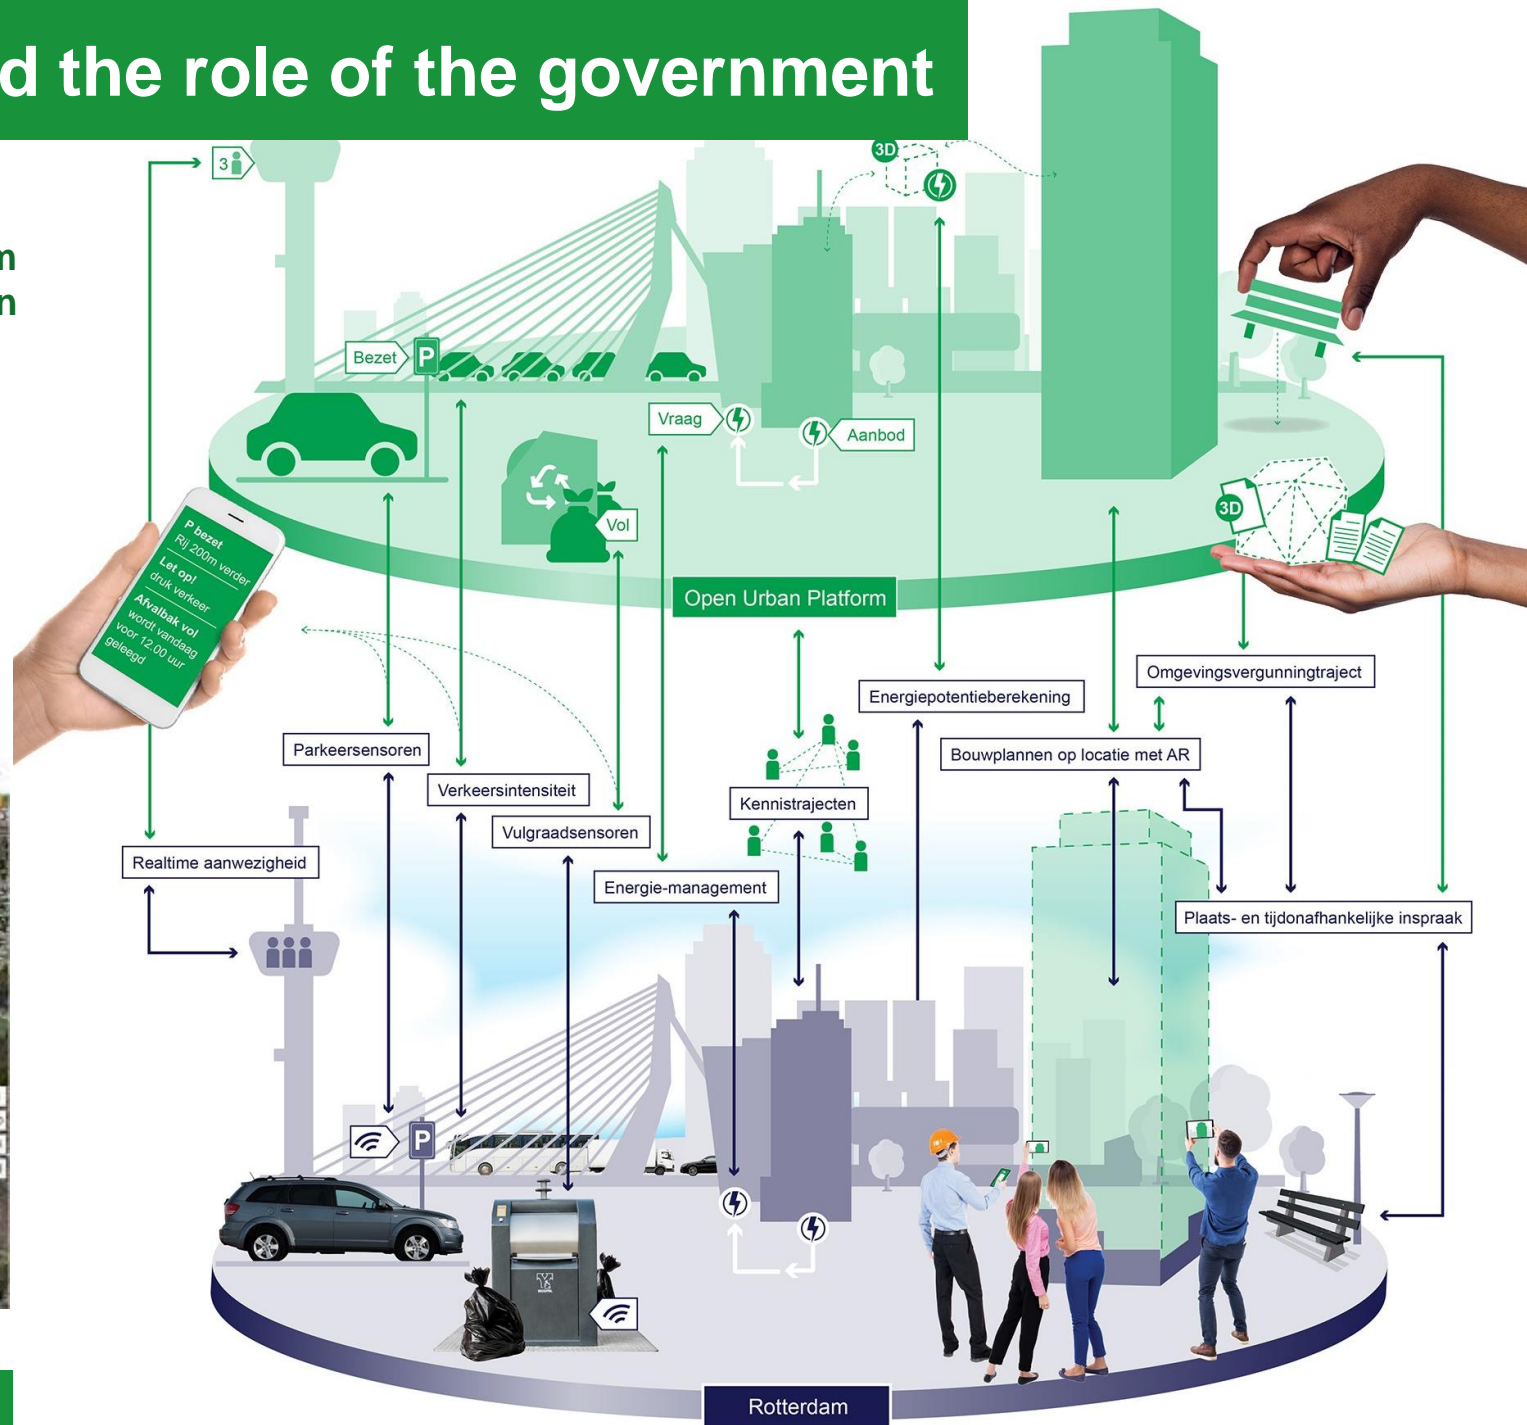 d the role of the government
3
3D
m
n
Bezet
P
Vraag
Aanbod
P bezet
Rij 200m verder
Let op!
druk verkeer
Afvalbak vol
wordt vandaag
voor 12.00 uur
geleegd
Vol
3D
Open Urban Platform
Omgevingsvergunningtraject
Energiepotentieberekening
Parkeersensoren
Bouwplannen op locatie met AR
Verkeersintensiteit
Kennistrajecten
Vulgraadsensoren
Realtime aanwezigheid
Energie-management
Plaats- en tijdonafhankelijke inspraak
P
Rotterdam